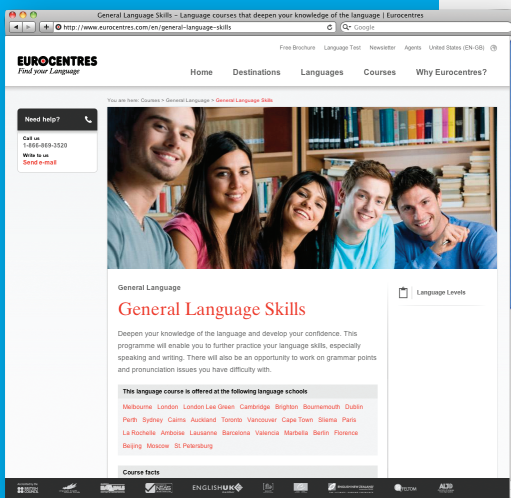 General Language Skills – Language courses that deepen your knowledge of the language | Eurocentres
http://www.eurocentres.com/en/general-language-skills
Google
Free Brochure Language Test Newsletter Agents United States (EN-GB)
EUROCENTRES
Find your Language
Home Destinations Languages Courses Why Eurocentres?
You are here: Courses > General Language > General Language Skills
Need help?
Call us
1-866-869-3520
Write to us
Send e-mail
General Language
General Language Skills
Language Levels
Deepen your knowledge of the language and develop your confidence. This
programme will enable you to further practice your language skills, especially
speaking and writing. There will also be an opportunity to work on grammar points
and pronunciation issues you have difficulty with.
This language course is offered at the following language schools
Melbourne London London Lee Green Cambridge Brighton Bournemouth Dublin
Perth Sydney Cairns Auckland Toronto Vancouver Cape Town Sliema Paris
La Rochelle Amboise Lausanne Barcelona Valencia Marbella Berlin Florence
Beijing Moscow St. Petersburg
Course facts
BRITISH
COUNCIL
NEAS
ENGLISHUK
ENGLISH NEW ZEALAND
FELTOM